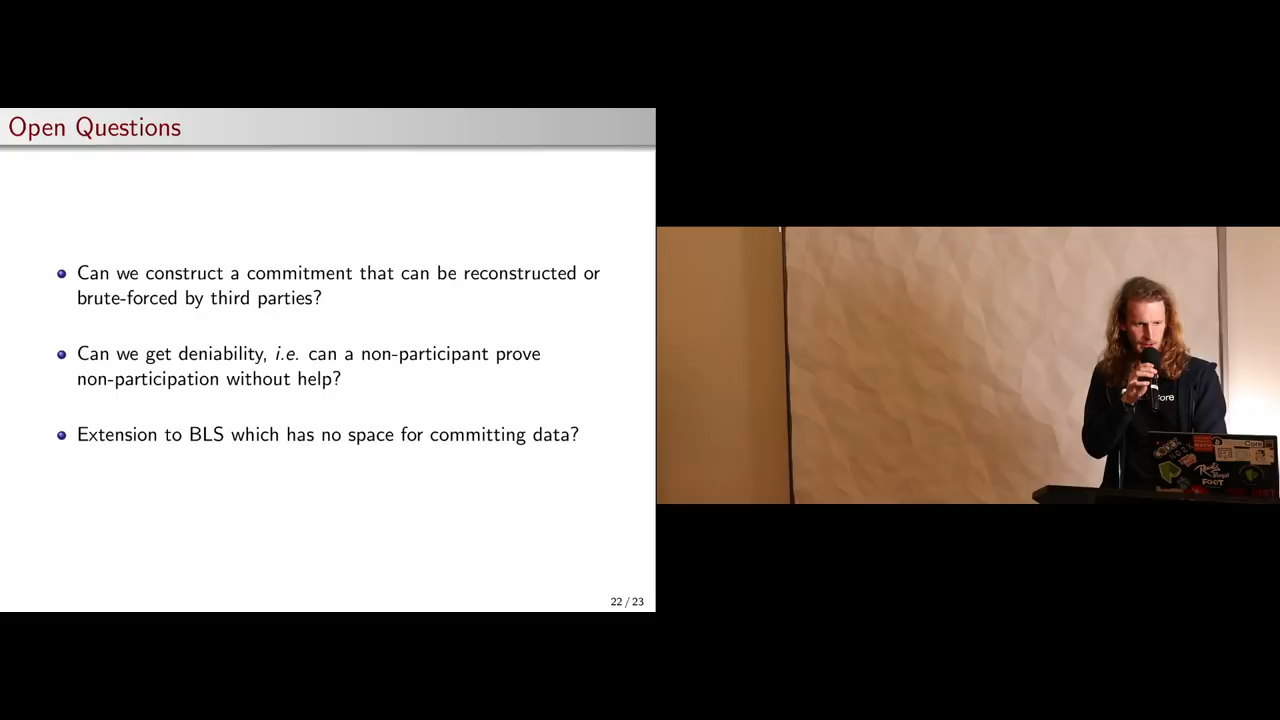 Open Questions
Can we construct a commitment that can be reconstructed or
brute-forced by third parties?
Can we get deniability, i.e. can a non-participant prove
non-participation without help?
Extension to BLS which has no space for committing data?
22 / 23
Core
FOOT